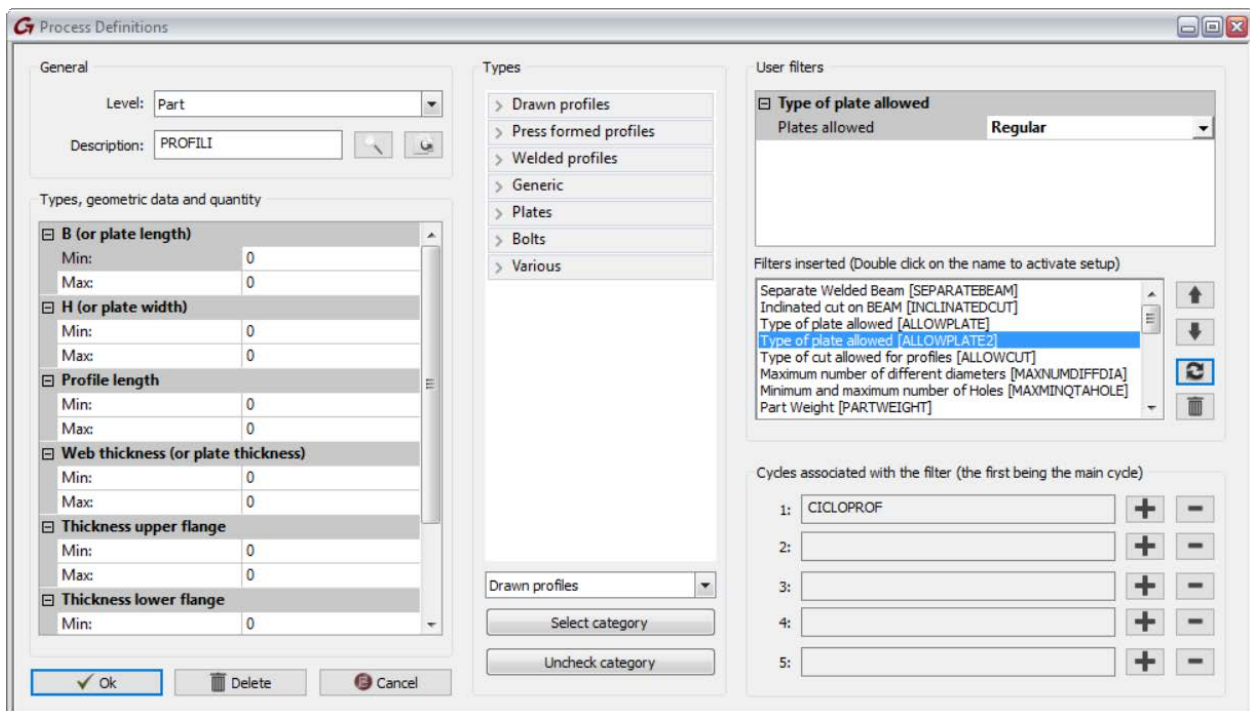 Process Definitions
General
Level: Part
Description: PROFILI
Types, geometric data and quantity
B (or plate length)
Min: 0
Max: 0
H (or plate width)
Min: 0
Max: 0
Profile length
Min: 0
Max: 0
Web thickness (or plate thickness)
Min: 0
Max: 0
Thickness upper flange
Min: 0
Max: 0
Thickness lower flange
Min: 0
Ok
Delete
Cancel
Types
Drawn profiles
Press formed profiles
Welded profiles
Generic
Plates
Bolts
Various
Drawn profiles
Select category
Uncheck category
User filters
Type of plate allowed
Plates allowed Regular
Filters inserted (Double click on the name to activate setup)
Separate Welded Beam [SEPARATEBEAM]
Inclinated cut on BEAM [INCLINATEDCUT]
Type of plate allowed [ALLOWPLATE]
Type of plate allowed [ALLOWPLATE2]
Type of cut allowed for profiles [ALLOWCUT]
Maximum number of different diameters [MAXNUMDIFFDIA]
Minimum and maximum number of Holes [MAXMINQTAHOLE]
Part Weight [PARTWEIGHT]
Cycles associated with the filter (the first being the main cycle)
1: CICLOPROF
2:
3:
4:
5: